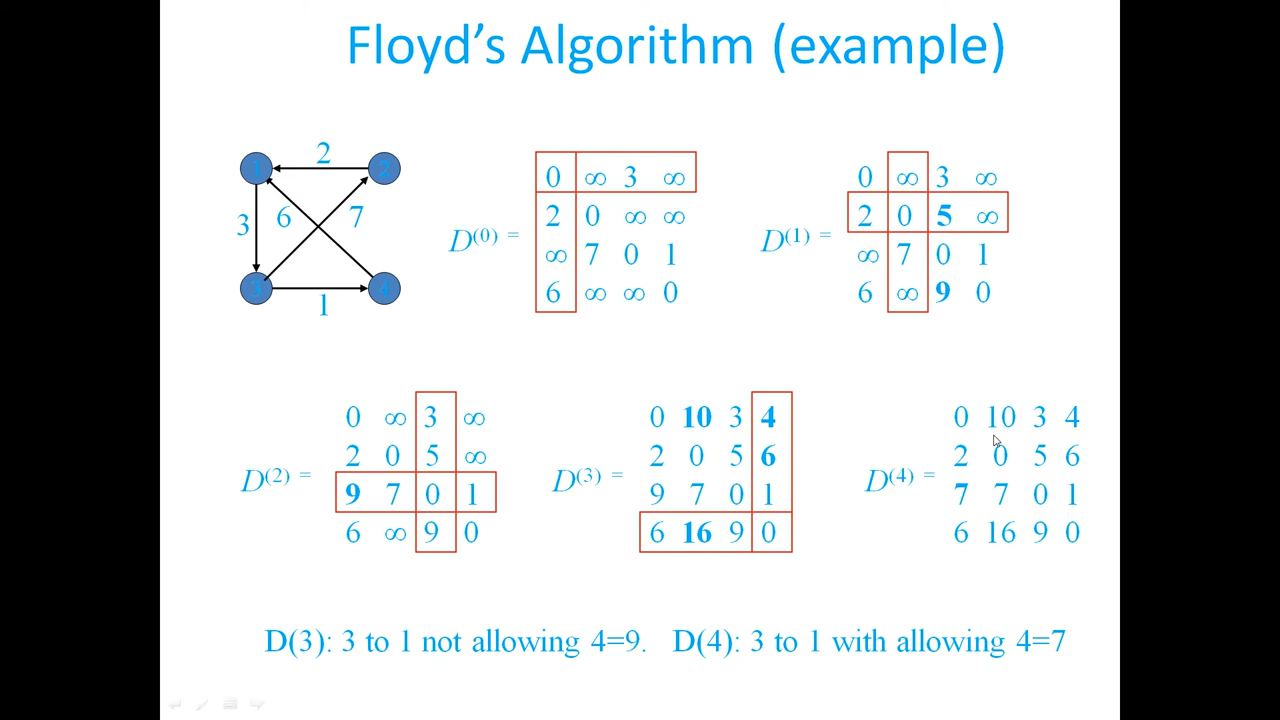 Floyd's Algorithm (example)
1 2 2
3 6 7
3 1 4
D(0) =
0 ∞ 3 ∞
2 0 ∞ ∞
∞ 7 0 1
6 ∞ ∞ 0
D(1) =
0 ∞ 3 ∞
2 0 5 ∞
∞ 7 0 1
6 ∞ 9 0
D(2) =
0 ∞ 3 ∞
2 0 5 ∞
9 7 0 1
6 ∞ 9 0
D(3) =
0 10 3 4
2 0 5 6
9 7 0 1
6 16 9 0
D(4) =
0 10 3 4
2 0 5 6
7 7 0 1
6 16 9 0
D(3): 3 to 1 not allowing 4=9. D(4): 3 to 1 with allowing 4=7